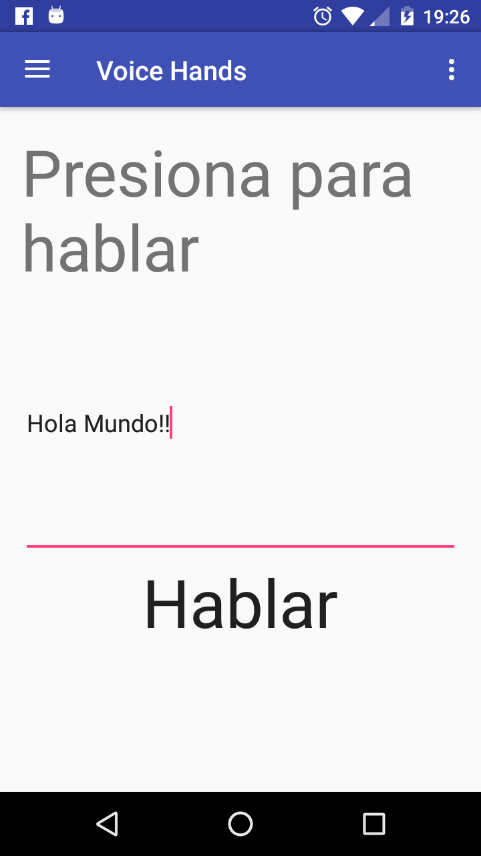 19:26
Voice Hands
Presiona para
hablar
Hola Mundo!!
Hablar